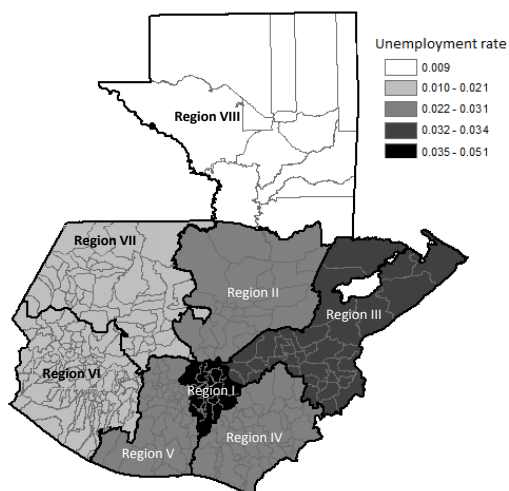 Unemployment rate
0.009
0.010 - 0.021
0.022 - 0.031
0.032 - 0.034
0.035 - 0.051
Region VIII
Region VII
Region II
Region III
Region VI
Region I
Region IV
Region V